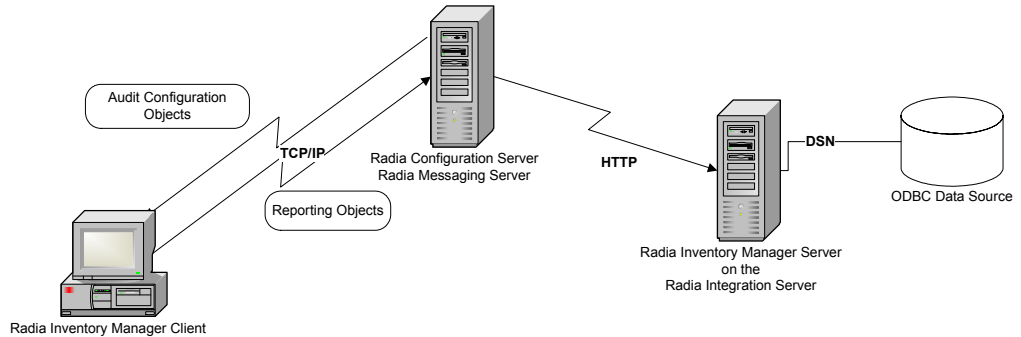 Audit Configuration
Objects
TCP/IP
Reporting Objects
Radia Configuration Server
Radia Messaging Server
HTTP
DSN
ODBC Data Source
Radia Inventory Manager Server
on the
Radia Integration Server
Radia Inventory Manager Client